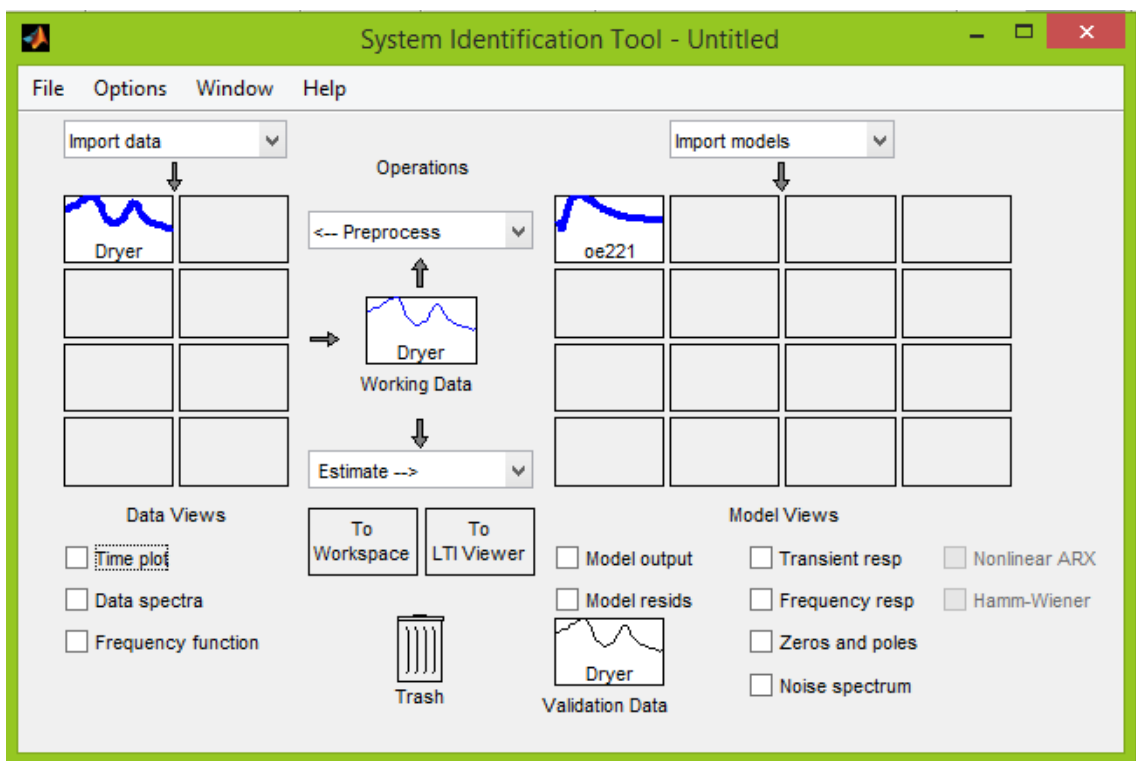 System Identification Tool - Untitled
File Options Window Help
Import data
Import models
Operations
Dryer
<-- Preprocess
oe221
Dryer
Working Data
Estimate -->
Data Views
To
Workspace
To
LTI Viewer
Model Views
Time plot
Model output
Transient resp
Nonlinear ARX
Data spectra
Model resids
Frequency resp
Hamm-Wiener
Frequency function
Zeros and poles
Dryer
Trash
Validation Data
Noise spectrum